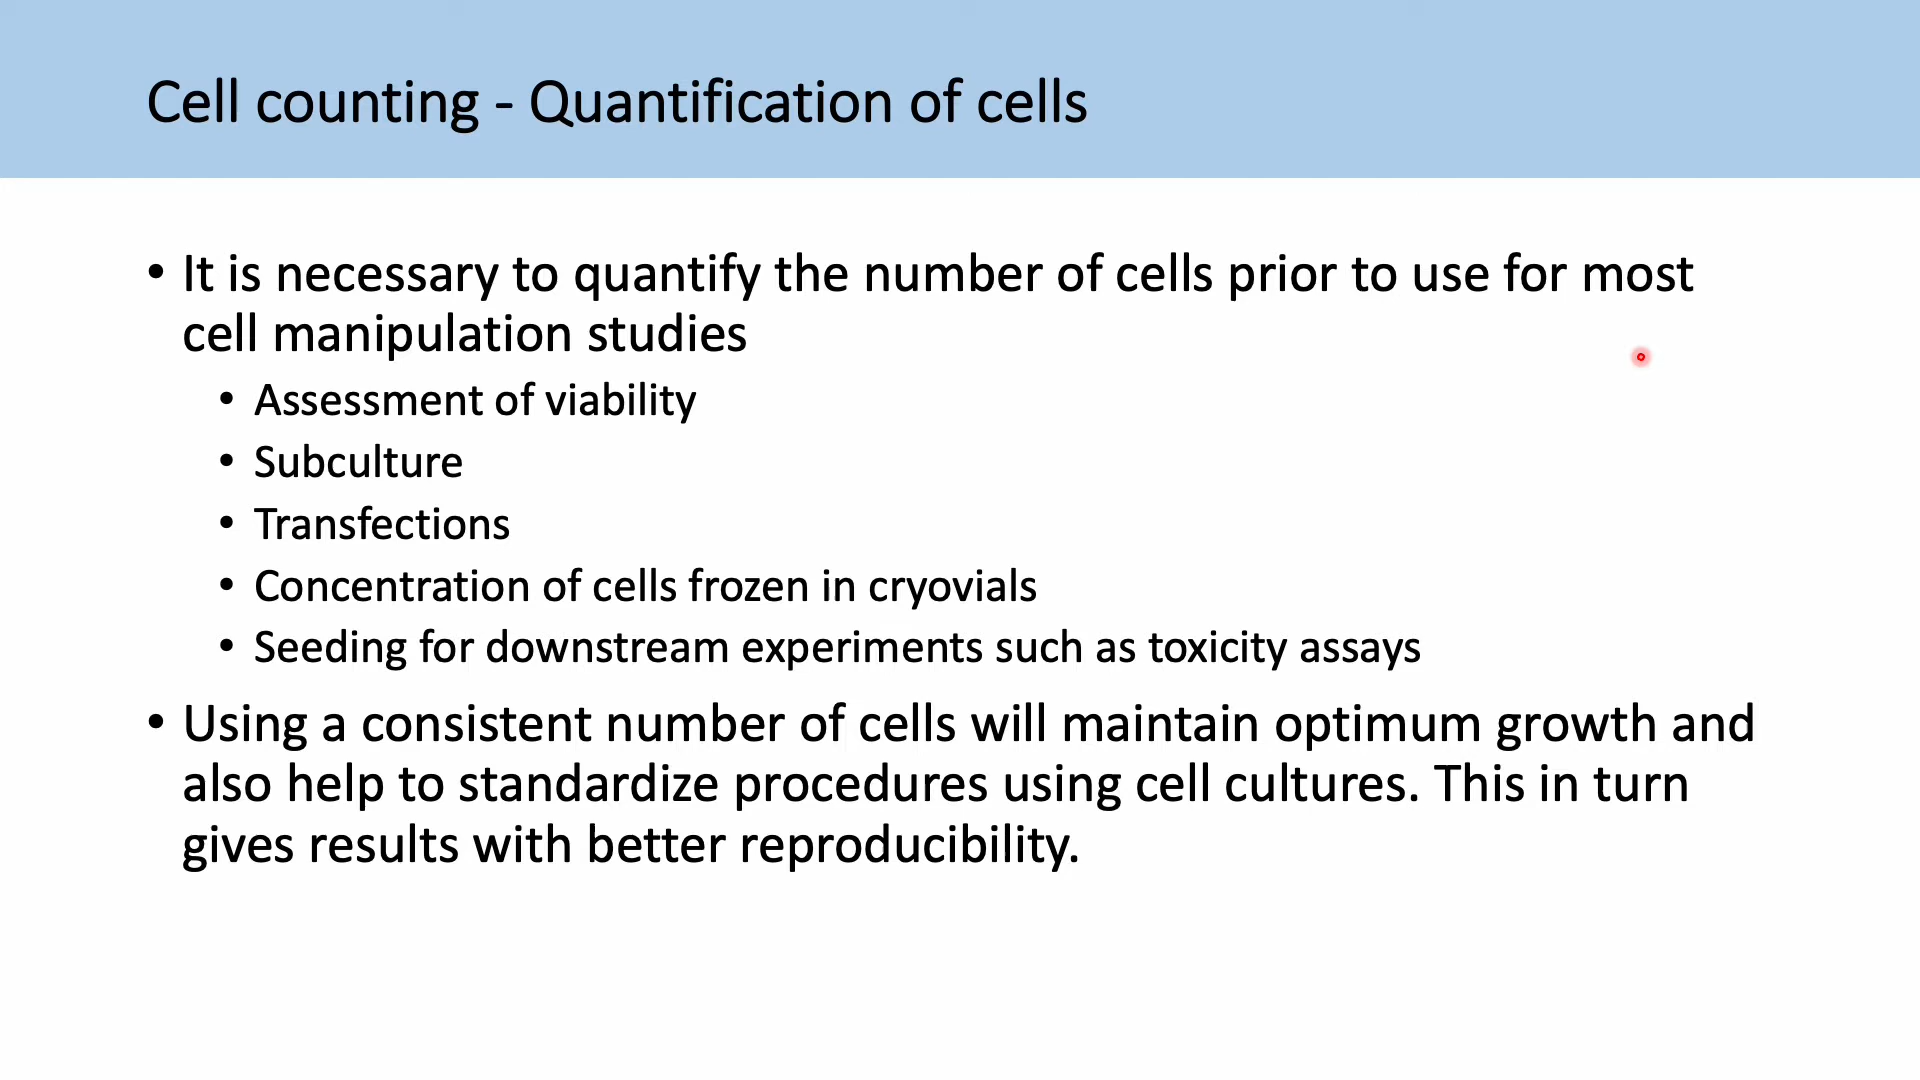 Cell counting - Quantification of cells
• It is necessary to quantify the number of cells prior to use for most
cell manipulation studies
• Assessment of viability
• Subculture
• Transfections
• Concentration of cells frozen in cryovials
• Seeding for downstream experiments such as toxicity assays
• Using a consistent number of cells will maintain optimum growth and
also help to standardize procedures using cell cultures. This in turn
gives results with better reproducibility.